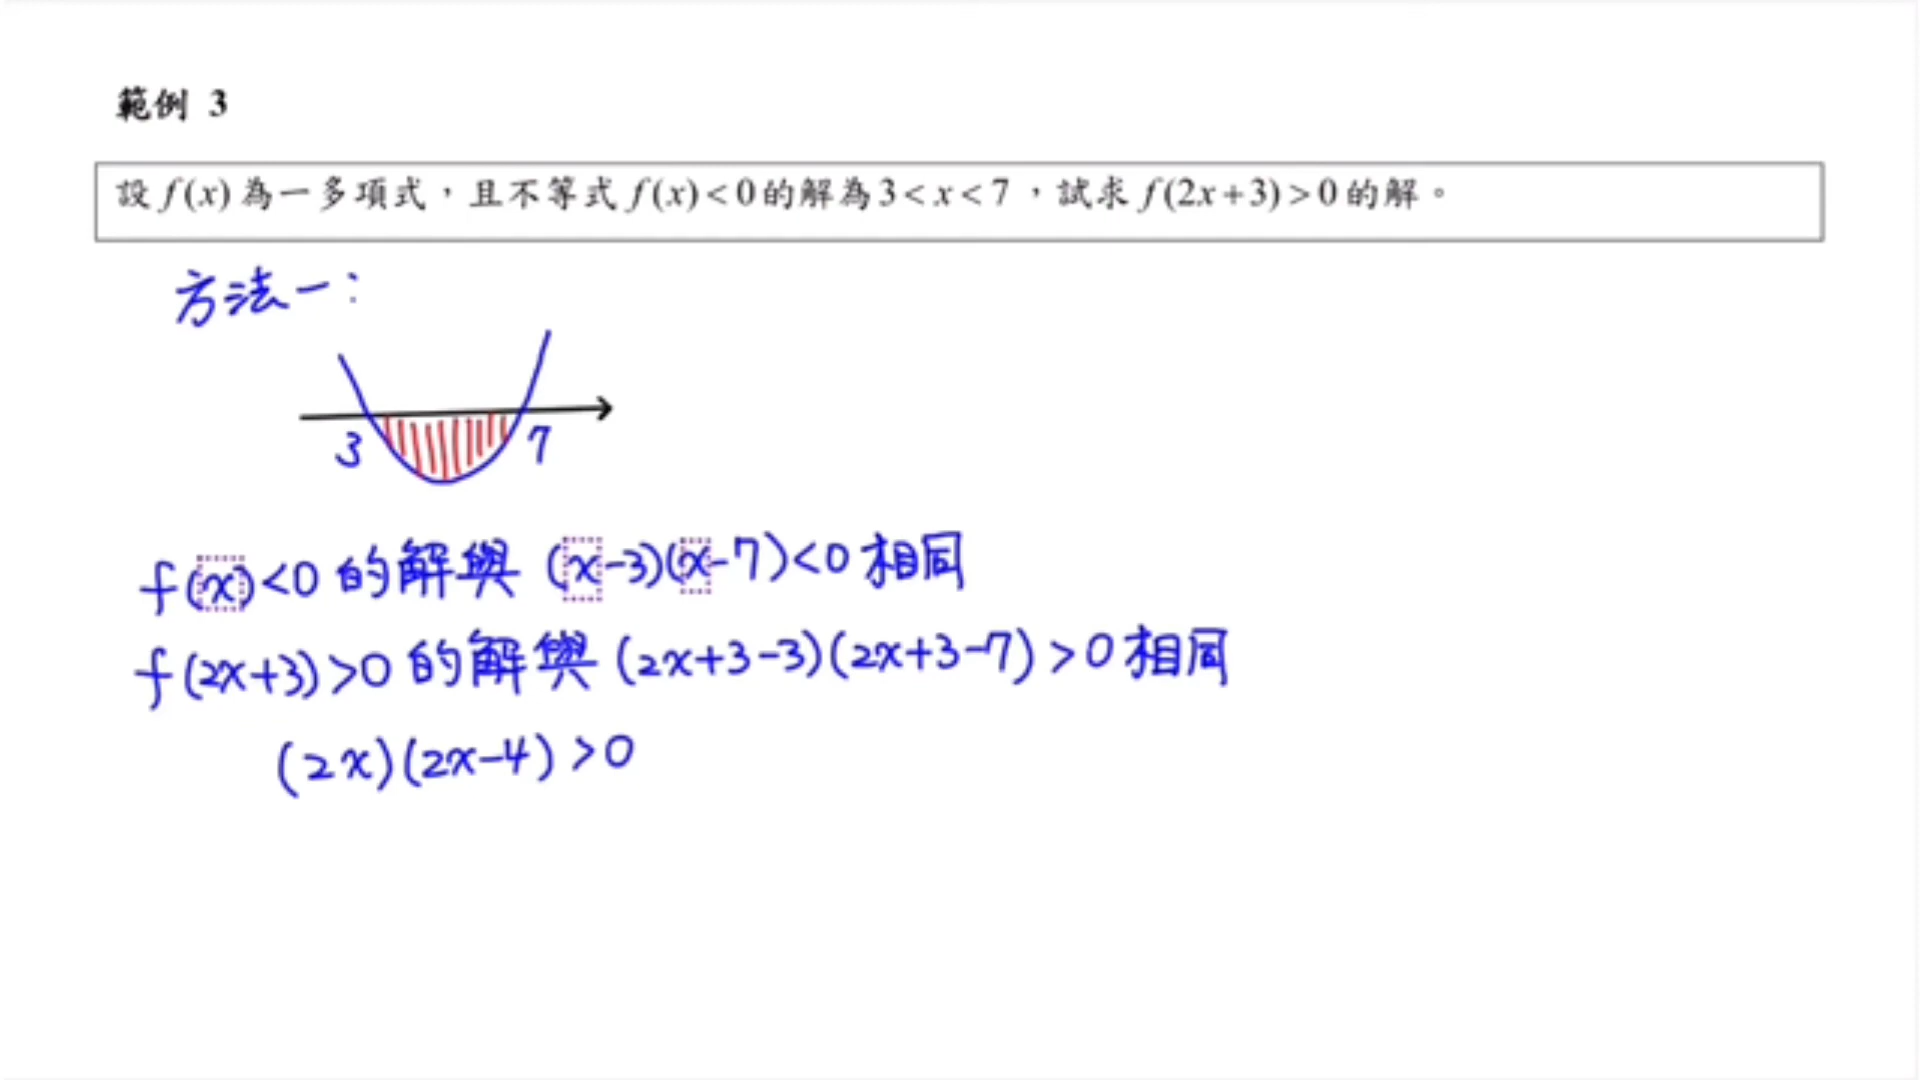 範例 3
設 f(x) 為一多項式，且不等式 f(x)<0 的解為 3<x<7，試求 f(2x+3)>0 的解。
方法一：
3 7
f(x)<0 的解與 (x-3)(x-7)<0 相同
f(2x+3)>0 的解與 (2x+3-3)(2x+3-7)>0 相同
(2x)(2x-4)>0